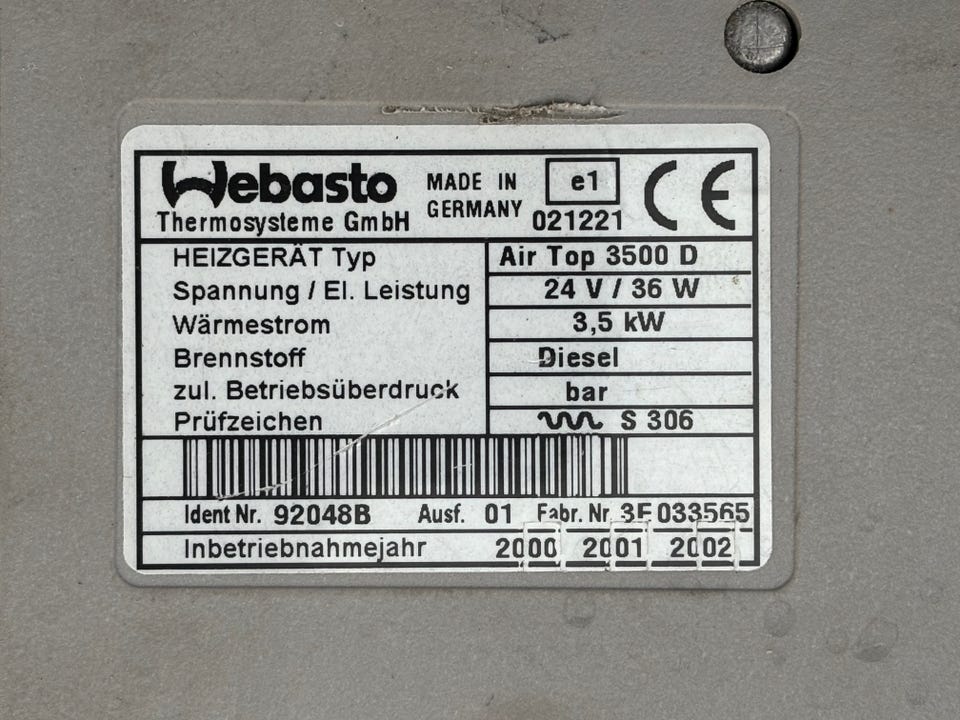 Webasto MADE IN GERMANY e1 CE
Thermosysteme GmbH 021221
HEIZGERÄT Typ Air Top 3500 D
Spannung / El. Leistung 24 V / 36 W
Wärmestrom 3,5 kW
Brennstoff Diesel
zul. Betriebsüberdruck bar
Prüfzeichen S 306
Ident Nr. 92048B Ausf. 01 Fabr. Nr. 3E 033565
Inbetriebnahmejahr 2000 2001 2002